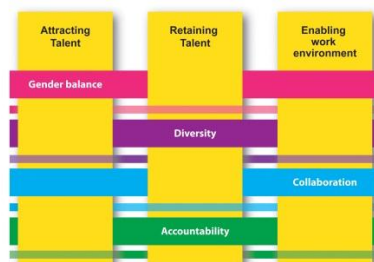 Attracting
Talent
Retaining
Talent
Enabling
work
environment
Gender balance
Diversity
Collaboration
Accountability